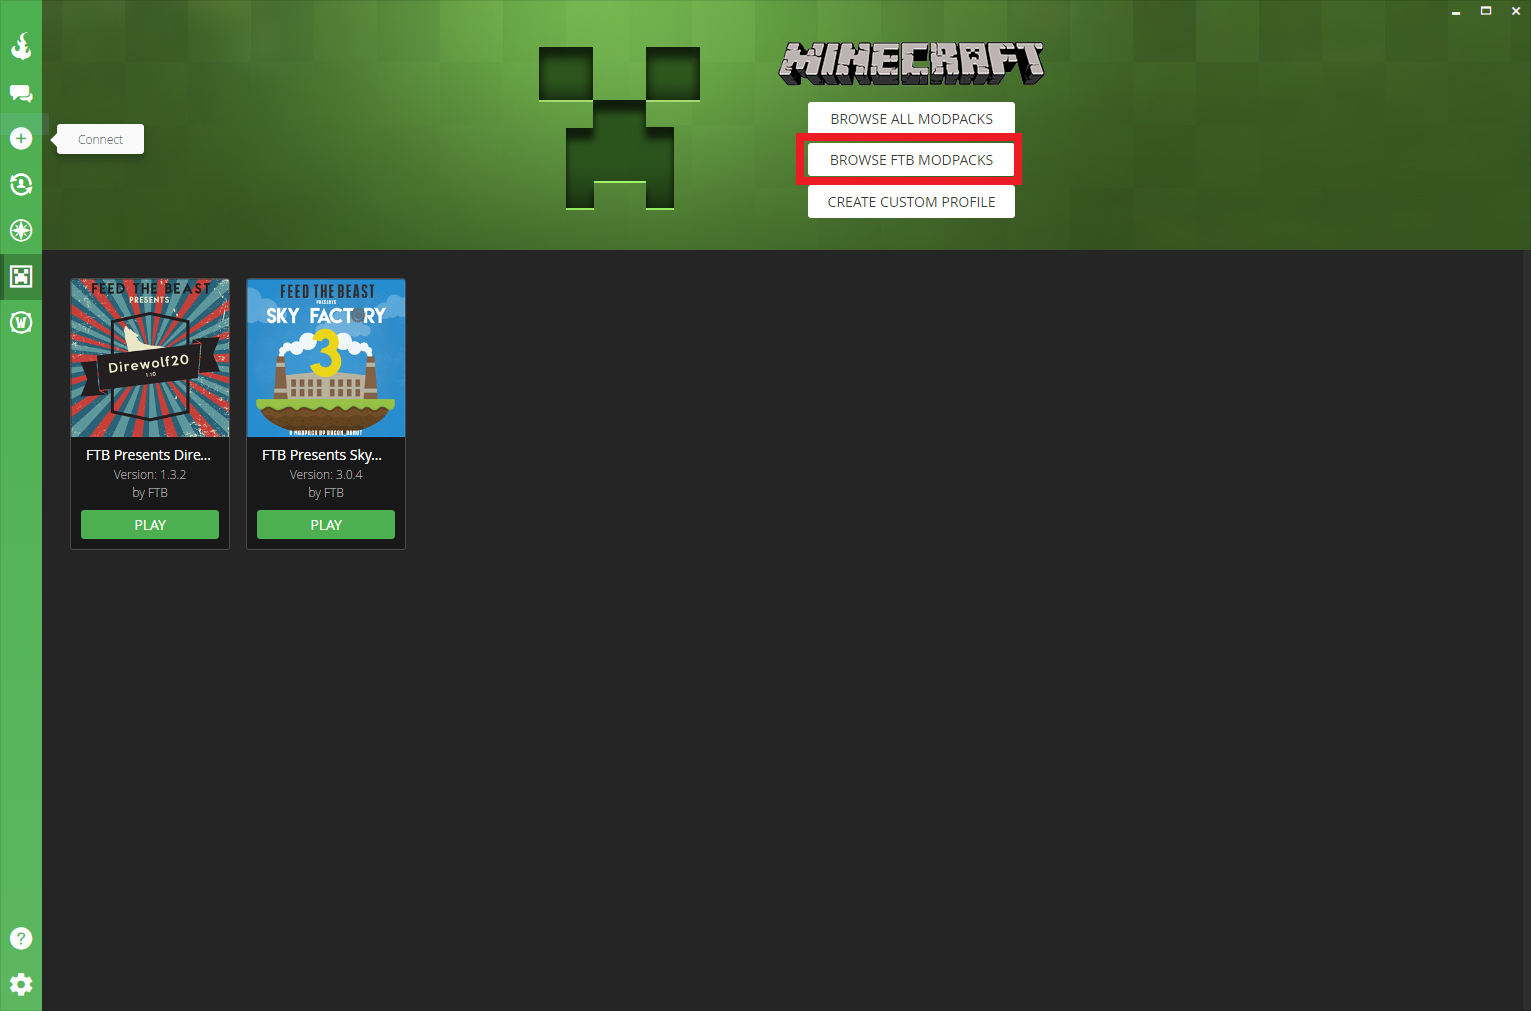 MINECRAFT
BROWSE ALL MODPACKS
Connect
BROWSE FTB MODPACKS
CREATE CUSTOM PROFILE
W
?
FEED THE BEAST
PRESENTS
Direwolf20
1.10
FTB Presents Dire...
Version: 1.3.2
by FTB
PLAY
FEED THE BEAST
PRESENTS
SKY FACTORY
3
A MODPACK BY BACON_DONUT
FTB Presents Sky...
Version: 3.0.4
by FTB
PLAY